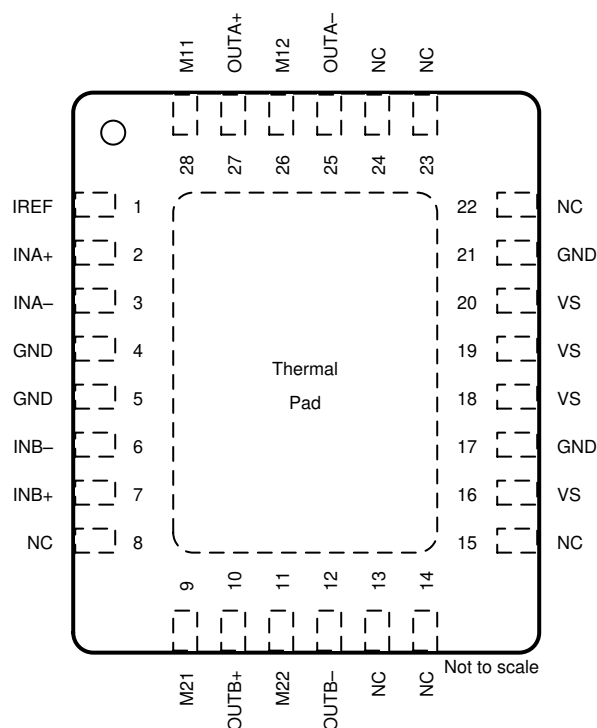 M11
OUTA+
M12
OUTA–
NC
NC
28
27
26
25
24
23
IREF 1
INA+ 2
INA– 3
GND 4
GND 5
INB– 6
INB+ 7
NC 8
Thermal
Pad
22 NC
21 GND
20 VS
19 VS
18 VS
17 GND
16 VS
15 NC
9
10
11
12
13
14
M21
OUTB+
M22
OUTB–
NC
NC
Not to scale